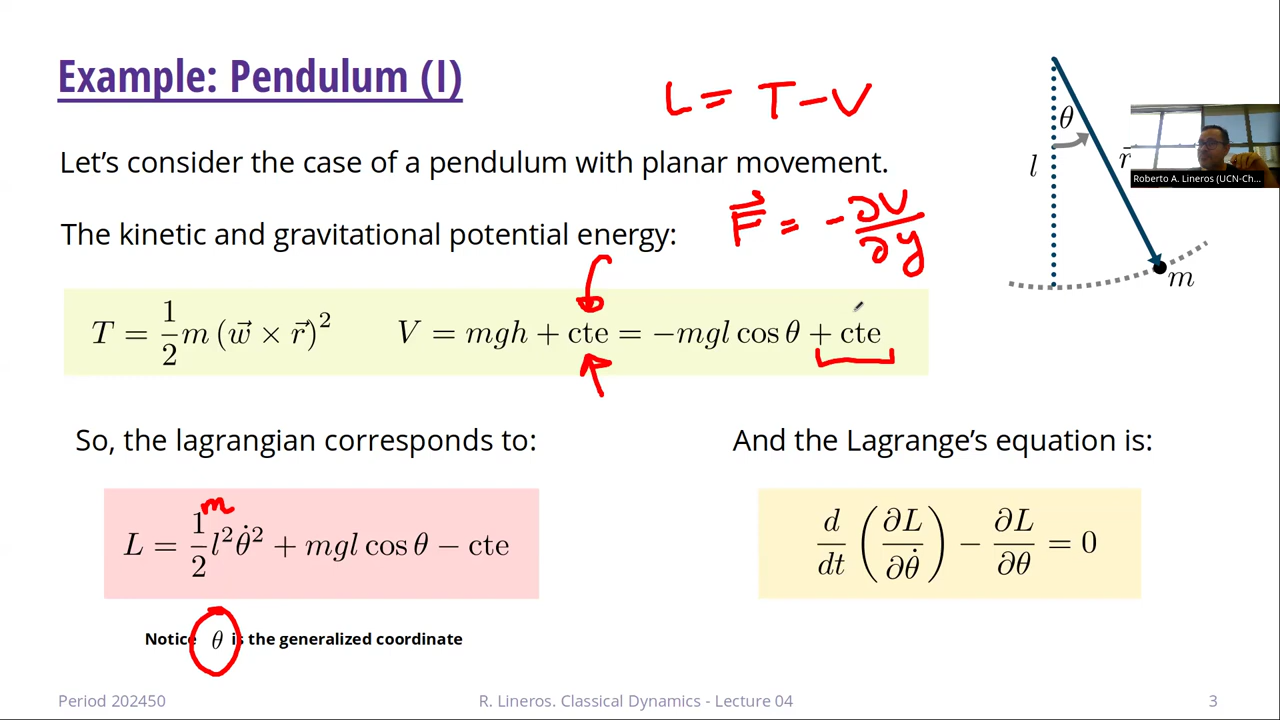 Example: Pendulum (I)
L = T - V
θ
l
r⃗
m
Roberto A. Lineros (UCN-Ch...
Let's consider the case of a pendulum with planar movement.
The kinetic and gravitational potential energy:
F⃗ = - ∂V/∂y
T = 1/2 m (w⃗ × r⃗)² V = mgh + cte = −mgl cos θ + cte
So, the lagrangian corresponds to:
And the Lagrange's equation is:
m
L = 1/2 l² θ̇² + mgl cos θ − cte
d/dt (∂L/∂θ̇) − ∂L/∂θ = 0
Notice θ is the generalized coordinate
Period 202450
R. Lineros. Classical Dynamics - Lecture 04
3